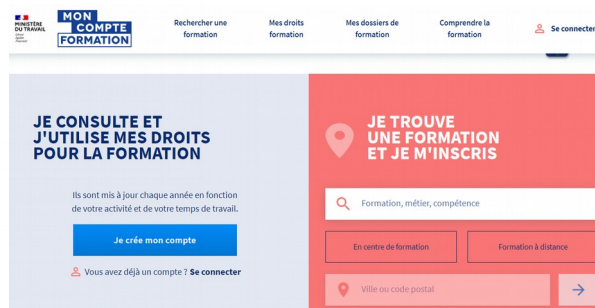 MINISTÈRE
DU TRAVAIL
MON
COMPTE
FORMATION
Rechercher une
formation
Mes droits
formation
Mes dossiers de
formation
Comprendre la
formation
Se connecter
JE CONSULTE ET
J'UTILISE MES DROITS
POUR LA FORMATION
Ils sont mis à jour chaque année en fonction
de votre activité et de votre temps de travail.
Je crée mon compte
Vous avez déjà un compte ? Se connecter
JE TROUVE
UNE FORMATION
ET JE M'INSCRIS
Formation, métier, compétence
En centre de formation
Formation à distance
Ville ou code postal